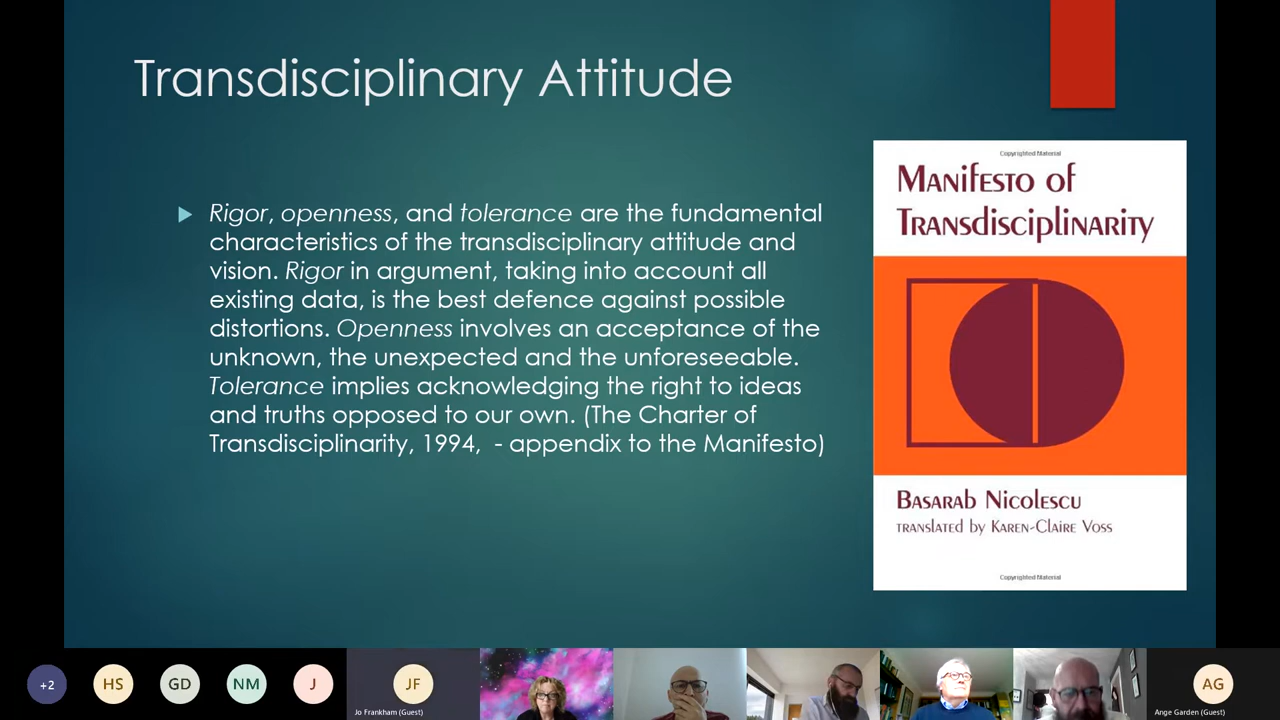 Transdisciplinary Attitude
Rigor, openness, and tolerance are the fundamental
characteristics of the transdisciplinary attitude and
vision. Rigor in argument, taking into account all
existing data, is the best defence against possible
distortions. Openness involves an acceptance of the
unknown, the unexpected and the unforeseeable.
Tolerance implies acknowledging the right to ideas
and truths opposed to our own. (The Charter of
Transdisciplinarity, 1994,  - appendix to the Manifesto)
Copyrighted Material
Manifesto of
Transdisciplinarity
Basarab Nicolescu
translated by Karen-Claire Voss
Copyrighted Material
+2
HS
GD
NM
J
JF
Jo Frankham (Guest)
AG
Ange Garden (Guest)